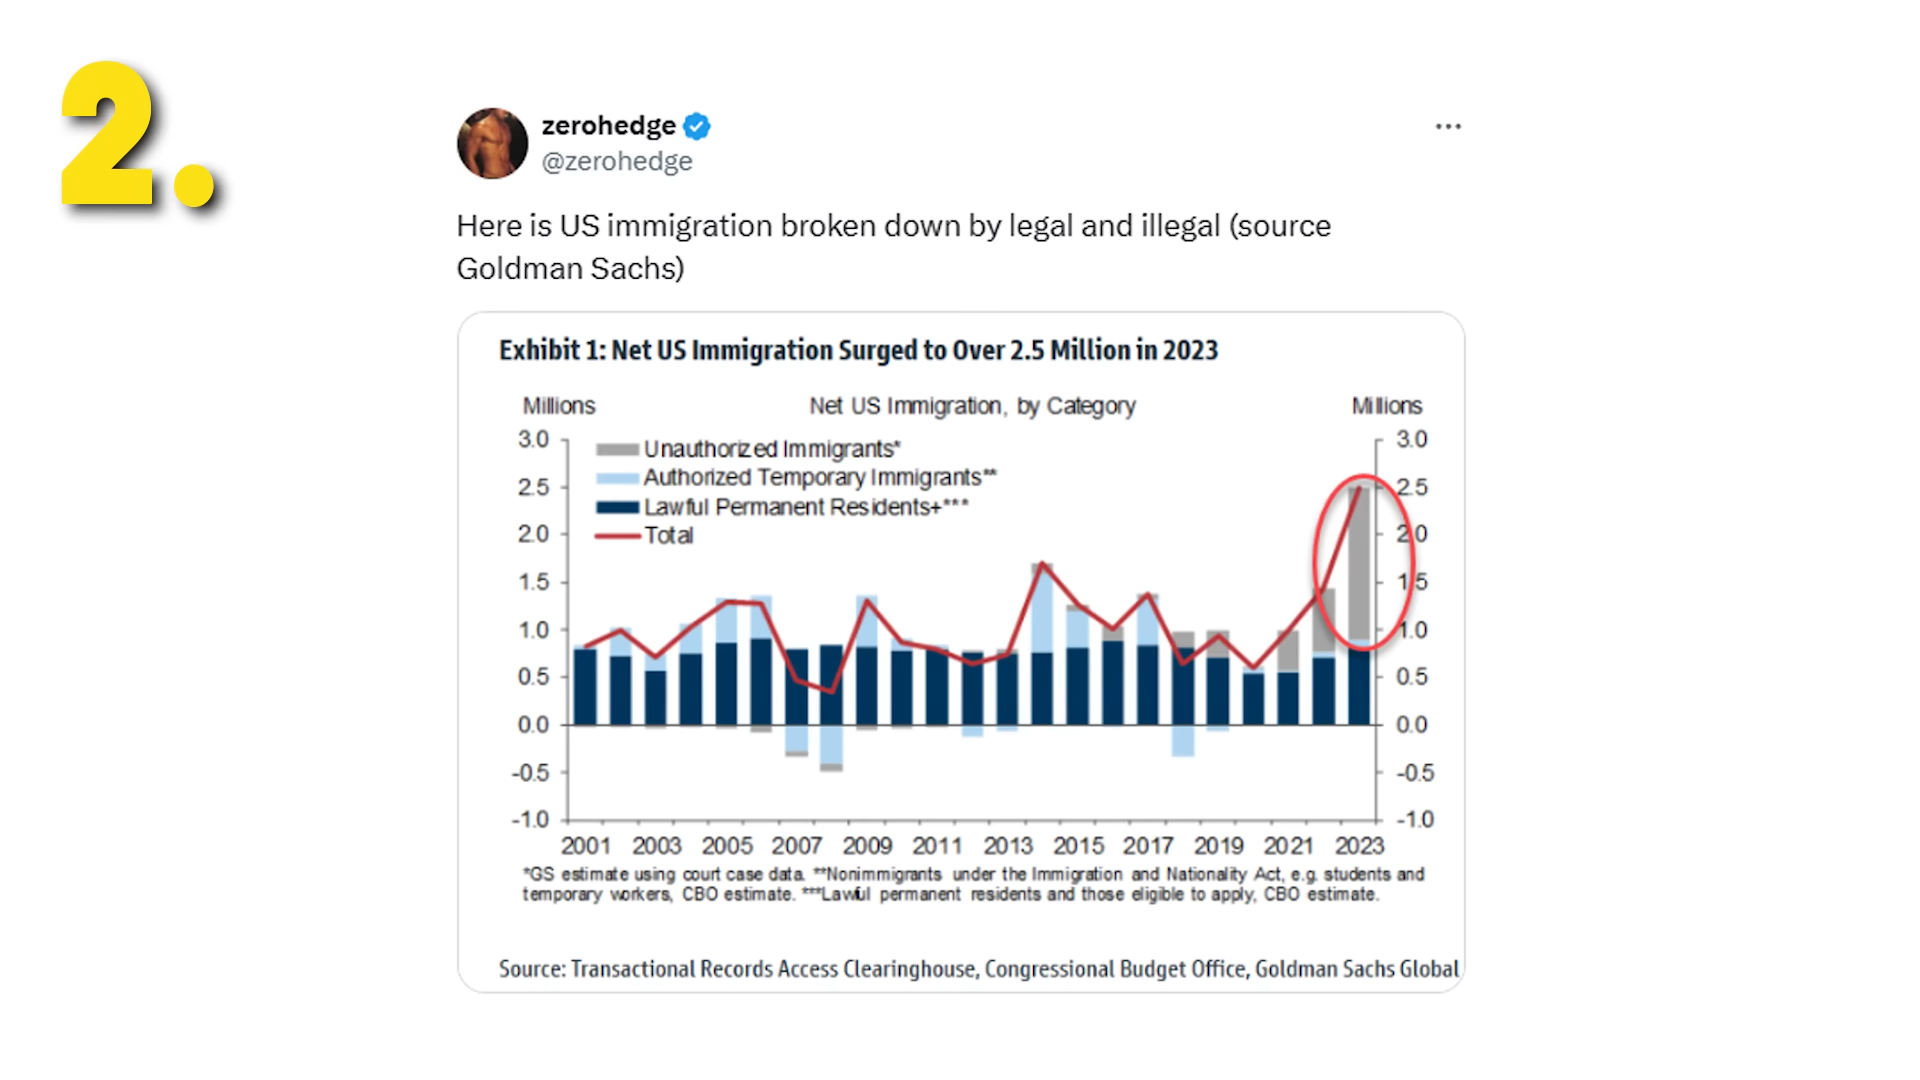 2.
zerohedge
@zerohedge
Here is US immigration broken down by legal and illegal (source
Goldman Sachs)
Exhibit 1: Net US Immigration Surged to Over 2.5 Million in 2023
Millions Net US Immigration, by Category Millions
3.0 3.0
Unauthorized Immigrants*
Authorized Temporary Immigrants**
2.5 2.5
Lawful Permanent Residents+***
2.0 2.0
Total
1.5 1.5
1.0 1.0
0.5 0.5
0.0 0.0
-0.5 -0.5
-1.0 -1.0
2001 2003 2005 2007 2009 2011 2013 2015 2017 2019 2021 2023
*GS estimate using court case data. **Nonimmigrants under the Immigration and Nationality Act, e.g. students and
temporary workers, CBO estimate. ***Lawful permanent residents and those eligible to apply, CBO estimate.
Source: Transactional Records Access Clearinghouse, Congressional Budget Office, Goldman Sachs Global